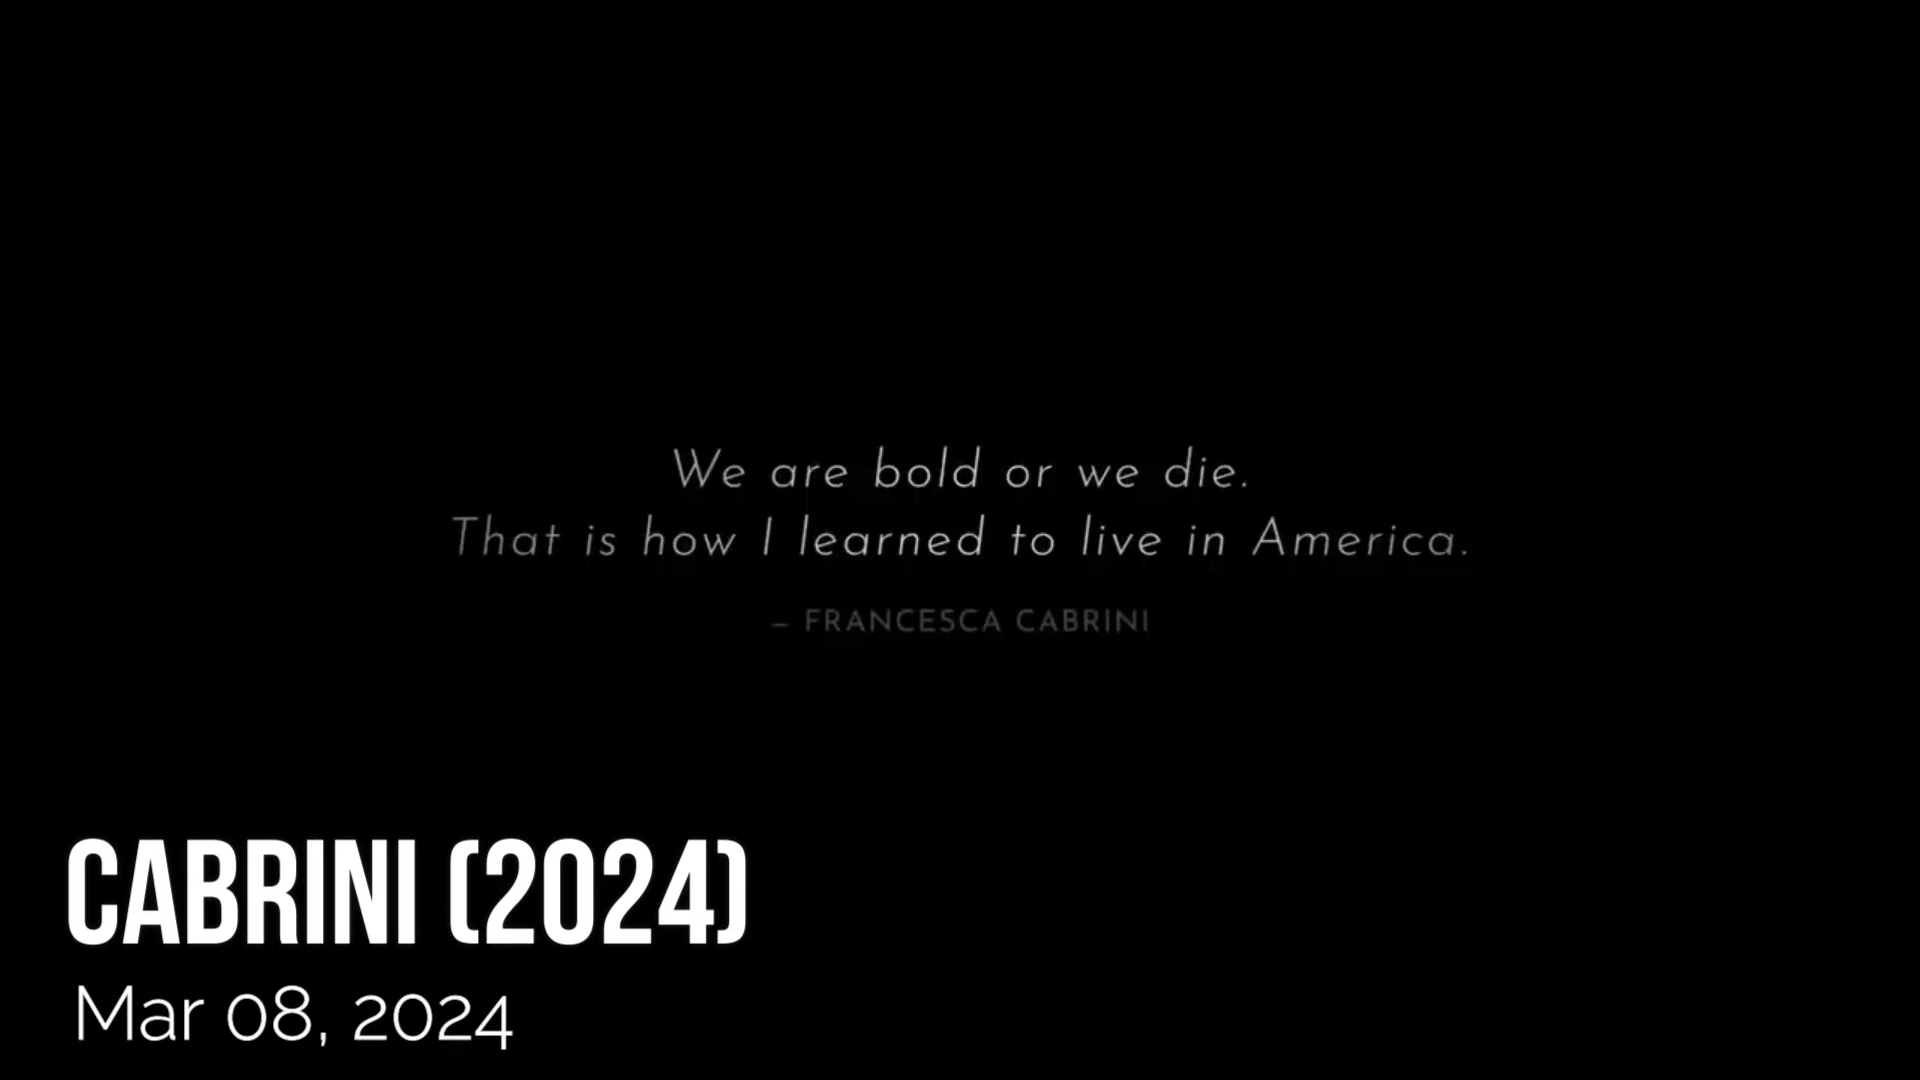 We are bold or we die.
That is how I learned to live in America.
– FRANCESCA CABRINI
CABRINI (2024)
Mar 08, 2024